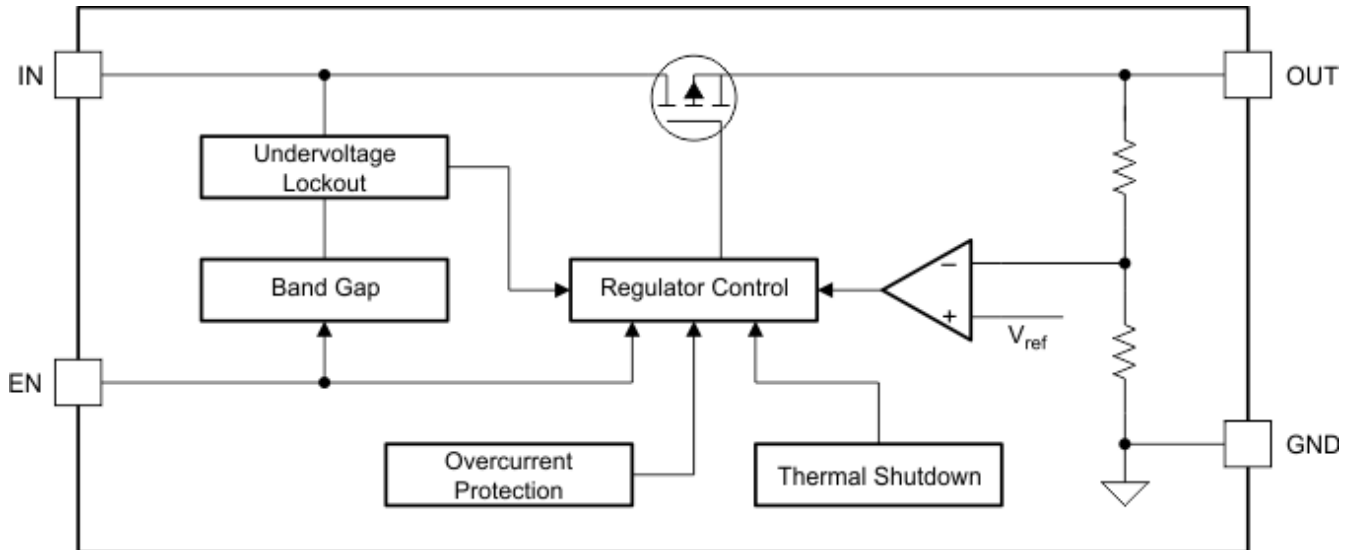 IN
OUT
Undervoltage
Lockout
Band Gap
Regulator Control
−
+
Vref
EN
GND
Overcurrent
Protection
Thermal Shutdown